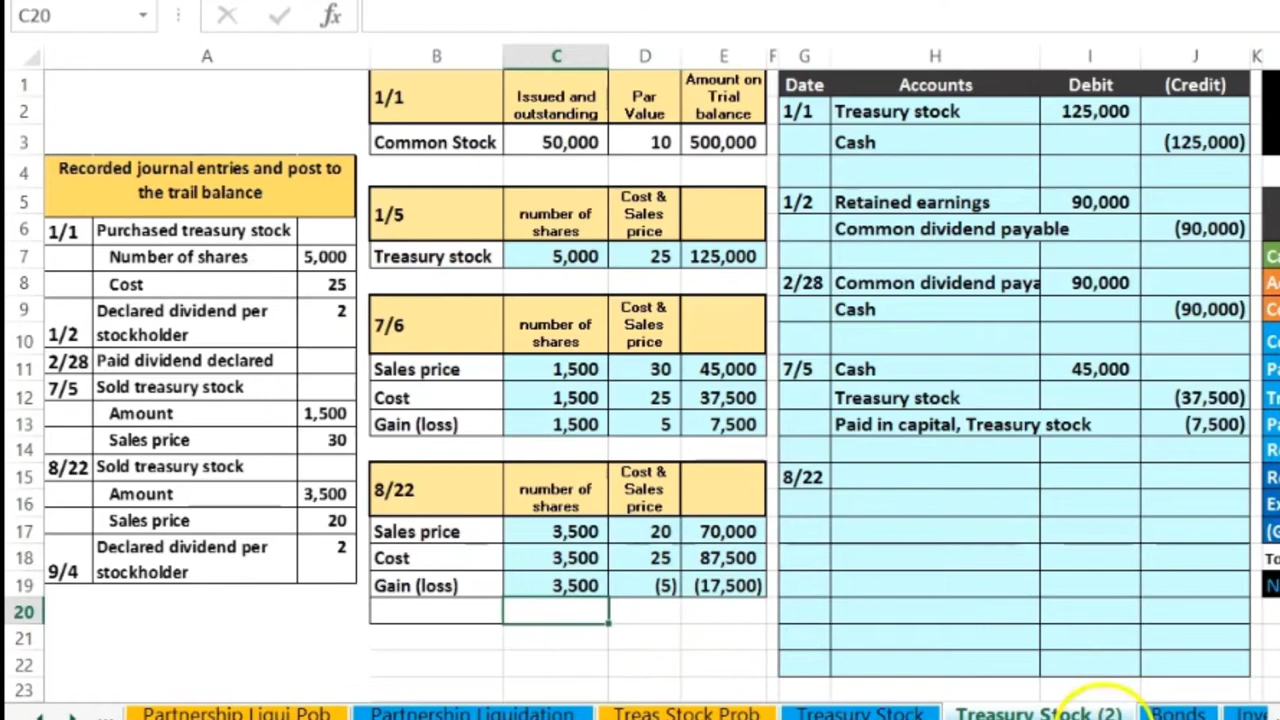 C20 fx
A B C D E F G H I J K
1 1/1 Issued and outstanding Par Value Amount on Trial balance Date Accounts Debit (Credit)
2 1/1 Treasury stock 125,000
3 Common Stock 50,000 10 500,000 Cash (125,000)
4 Recorded journal entries and post to the trail balance
5 1/5 number of shares Cost & Sales price 1/2 Retained earnings 90,000
6 1/1 Purchased treasury stock Common dividend payable (90,000)
7 Number of shares 5,000 Treasury stock 5,000 25 125,000
8 Cost 25 2/28 Common dividend paya 90,000
9 Declared dividend per stockholder 2 7/6 number of shares Cost & Sales price Cash (90,000)
10 1/2
2/28 Paid dividend declared
11 7/5 Sold treasury stock Sales price 1,500 30 45,000 7/5 Cash 45,000
12 Amount 1,500 Cost 1,500 25 37,500 Treasury stock (37,500)
13 Sales price 30 Gain (loss) 1,500 5 7,500 Paid in capital, Treasury stock (7,500)
14
15 8/22 Sold treasury stock 8/22 number of shares Cost & Sales price 8/22
16 Amount 3,500
17 Sales price 20 Sales price 3,500 20 70,000
18 Declared dividend per stockholder 2 Cost 3,500 25 87,500
19 9/4 Gain (loss) 3,500 (5) (17,500)
20
21
22
23
... Partnership Liqui Pob Partnership Liquidation Treas Stock Prob Treasury Stock Treasury Stock (2) Bonds Inve